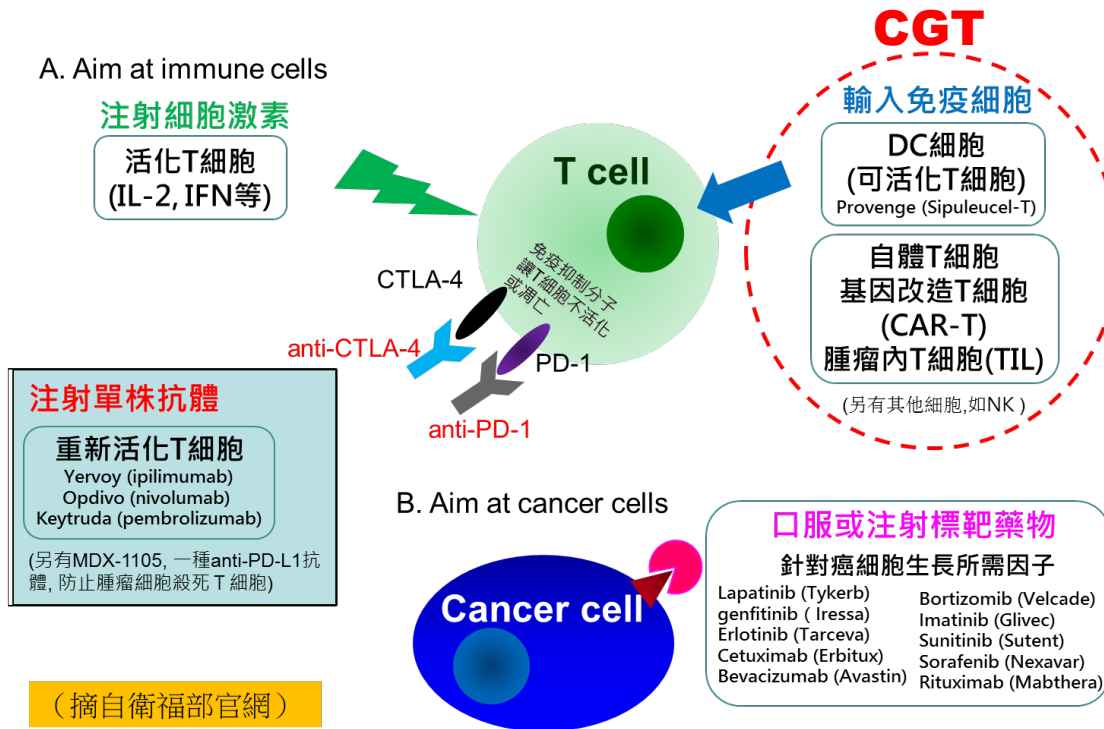 CGT
A. Aim at immune cells
注射細胞激素
活化T細胞
(IL-2, IFN等)
T cell
免疫抑制分子
讓T細胞不活化
或凋亡
CTLA-4
anti-CTLA-4
PD-1
anti-PD-1
輸入免疫細胞
DC細胞
(可活化T細胞)
Provenge (Sipuleucel-T)
自體T細胞
基因改造T細胞
(CAR-T)
腫瘤內T細胞(TIL)
(另有其他細胞,如NK )
注射單株抗體
重新活化T細胞
Yervoy (ipilimumab)
Opdivo (nivolumab)
Keytruda (pembrolizumab)
(另有MDX-1105, 一種anti-PD-L1抗
體, 防止腫瘤細胞殺死 T 細胞)
B. Aim at cancer cells
Cancer cell
口服或注射標靶藥物
針對癌細胞生長所需因子
Lapatinib (Tykerb)
genfitinib ( Iressa)
Erlotinib (Tarceva)
Cetuximab (Erbitux)
Bevacizumab (Avastin)
Bortizomib (Velcade)
Imatinib (Glivec)
Sunitinib (Sutent)
Sorafenib (Nexavar)
Rituximab (Mabthera)
（摘自衛福部官網）